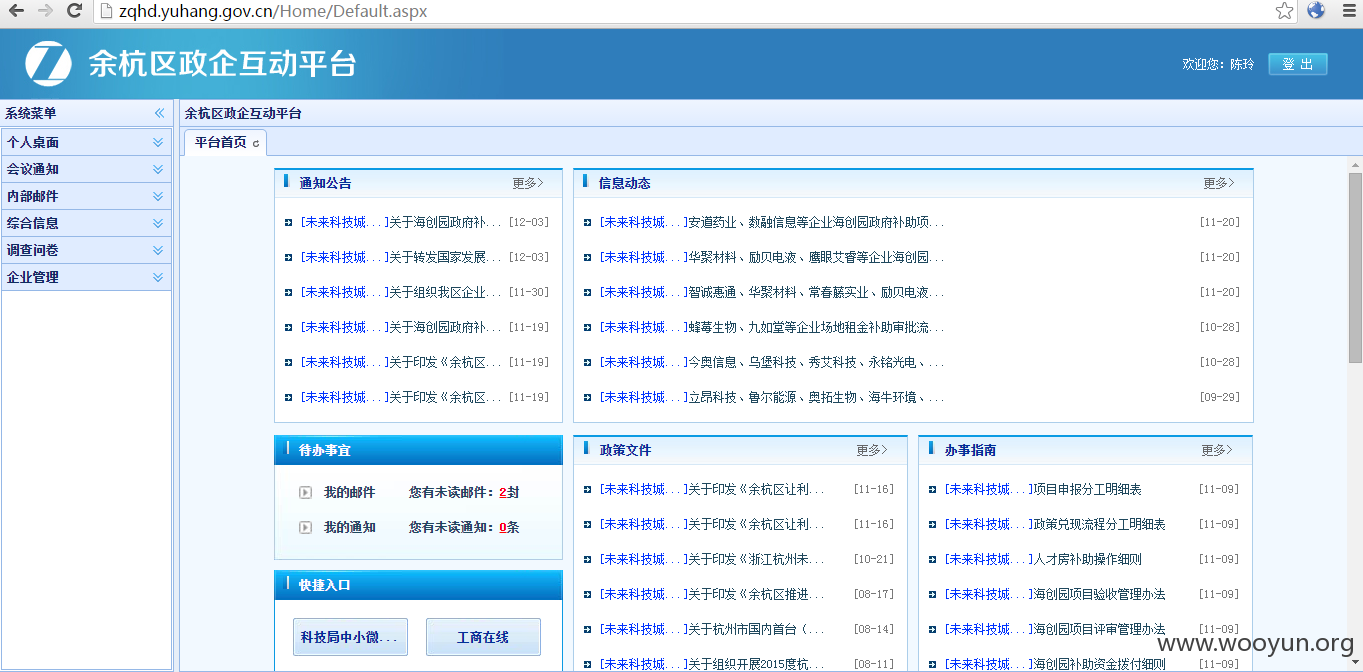 zqhd.yuhang.gov.cn/Home/Default.aspx
余杭区政企互动平台
欢迎您：陈玲 登 出
系统菜单
余杭区政企互动平台
个人桌面
会议通知
内部邮件
综合信息
调查问卷
企业管理
平台首页
通知公告 更多>
[未来科技城...]关于海创园政府补... [12-03]
[未来科技城...]关于转发国家发展... [12-03]
[未来科技城...]关于组织我区企业... [11-30]
[未来科技城...]关于海创园政府补... [11-19]
[未来科技城...]关于印发《余杭区... [11-19]
[未来科技城...]关于印发《余杭区... [11-19]
信息动态 更多>
[未来科技城...]安道药业、数融信息等企业海创园政府补助项... [11-20]
[未来科技城...]华聚材料、励贝电液、鹰眼艾睿等企业海创园... [11-20]
[未来科技城...]智诚惠通、华聚材料、常春藤实业、励贝电液... [11-20]
[未来科技城...]蜂蓦生物、九如堂等企业场地租金补助审批流... [10-28]
[未来科技城...]今奥信息、乌堡科技、秀艾科技、永铭光电、... [10-28]
[未来科技城...]立昂科技、鲁尔能源、奥拓生物、海牛环境、... [09-29]
待办事宜
我的邮件 您有未读邮件：2封
我的通知 您有未读通知：0条
快捷入口
科技局中小微... 工商在线
政策文件 更多>
[未来科技城...]关于印发《余杭区让利... [11-16]
[未来科技城...]关于印发《余杭区让利... [11-16]
[未来科技城...]关于印发《浙江杭州未... [10-21]
[未来科技城...]关于印发《余杭区推进... [08-17]
[未来科技城...]关于杭州市国内首台（... [08-14]
[未来科技城...]关于组织开展2015度杭... [08-11]
办事指南 更多>
[未来科技城...]项目申报分工明细表 [11-09]
[未来科技城...]政策兑现流程分工明细表 [11-09]
[未来科技城...]人才房补助操作细则 [11-09]
[未来科技城...]海创园项目验收管理办法 [11-09]
[未来科技城...]海创园项目评审管理办法 [11-09]
[未来科技城...]海创园补助资金拨付细则 [11-09]
www.wooyun.org